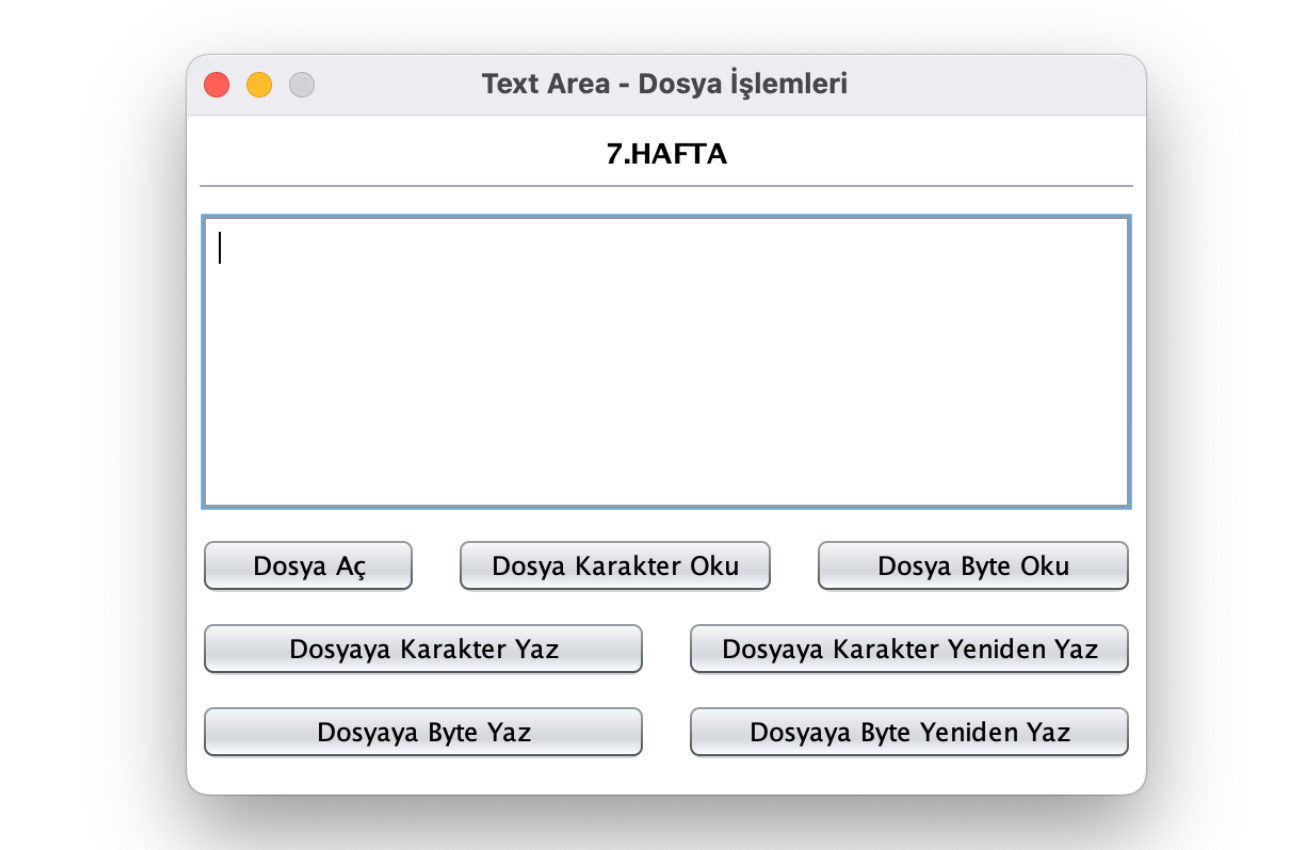 Text Area - Dosya İşlemleri
7.HAFTA
Dosya Aç
Dosya Karakter Oku
Dosya Byte Oku
Dosyaya Karakter Yaz
Dosyaya Karakter Yeniden Yaz
Dosyaya Byte Yaz
Dosyaya Byte Yeniden Yaz